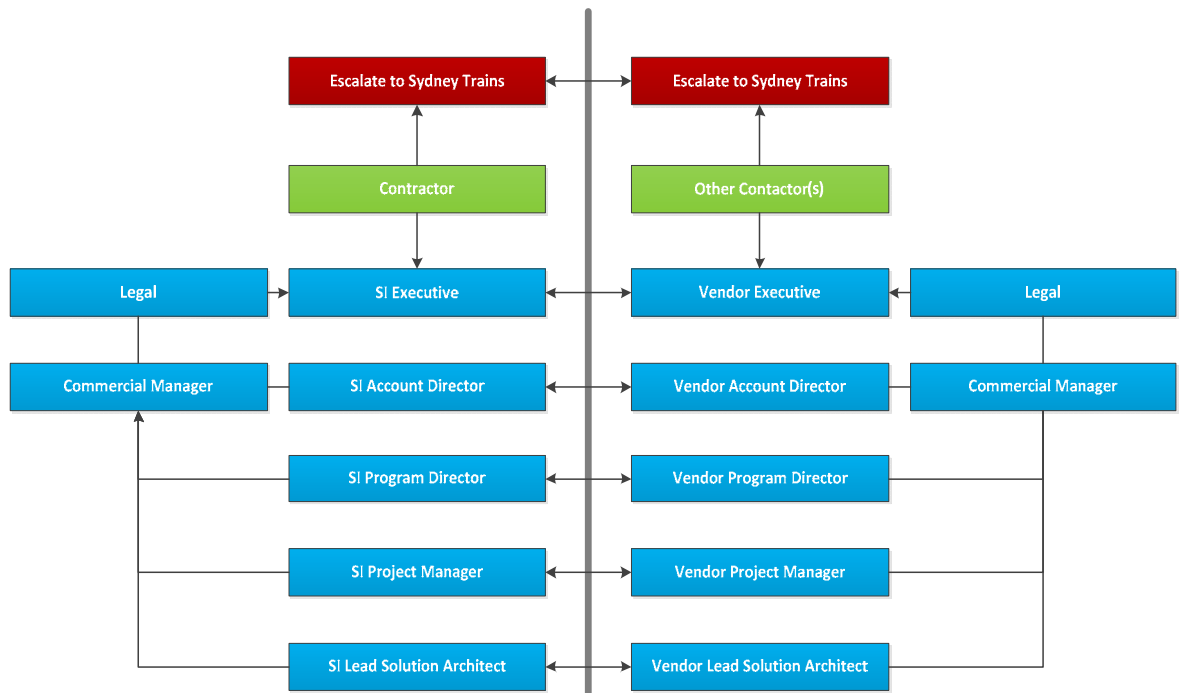 Escalate to Sydney Trains
Escalate to Sydney Trains
Contractor
Other Contactor(s)
Legal
SI Executive
Vendor Executive
Legal
Commercial Manager
SI Account Director
Vendor Account Director
Commercial Manager
SI Program Director
Vendor Program Director
SI Project Manager
Vendor Project Manager
SI Lead Solution Architect
Vendor Lead Solution Architect